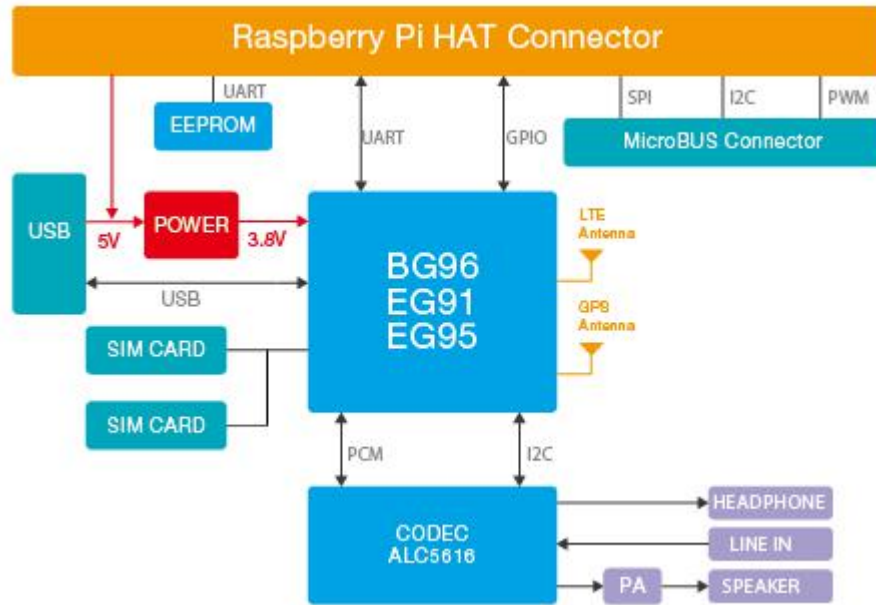 Raspberry Pi HAT Connector
UART
EEPROM
UART
GPIO
SPI
I2C
PWM
MicroBUS Connector
USB
5V
POWER
3.8V
USB
BG96
EG91
EG95
LTE
Antenna
GPS
Antenna
SIM CARD
SIM CARD
PCM
I2C
CODEC
ALC5616
HEADPHONE
LINE IN
PA
SPEAKER